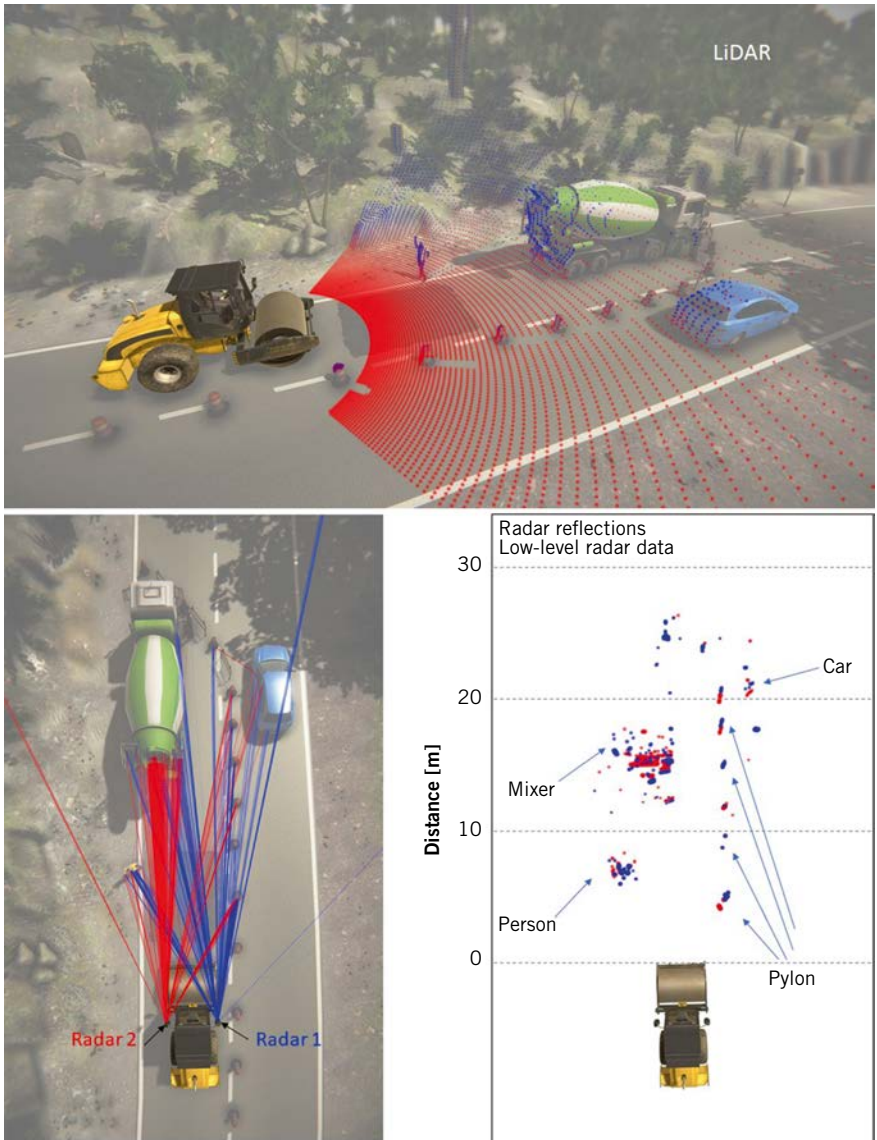 LiDAR
Radar 2
Radar 1
Radar reflections
Low-level radar data
Distance [m]
30
20
10
0
Car
Mixer
Person
Pylon